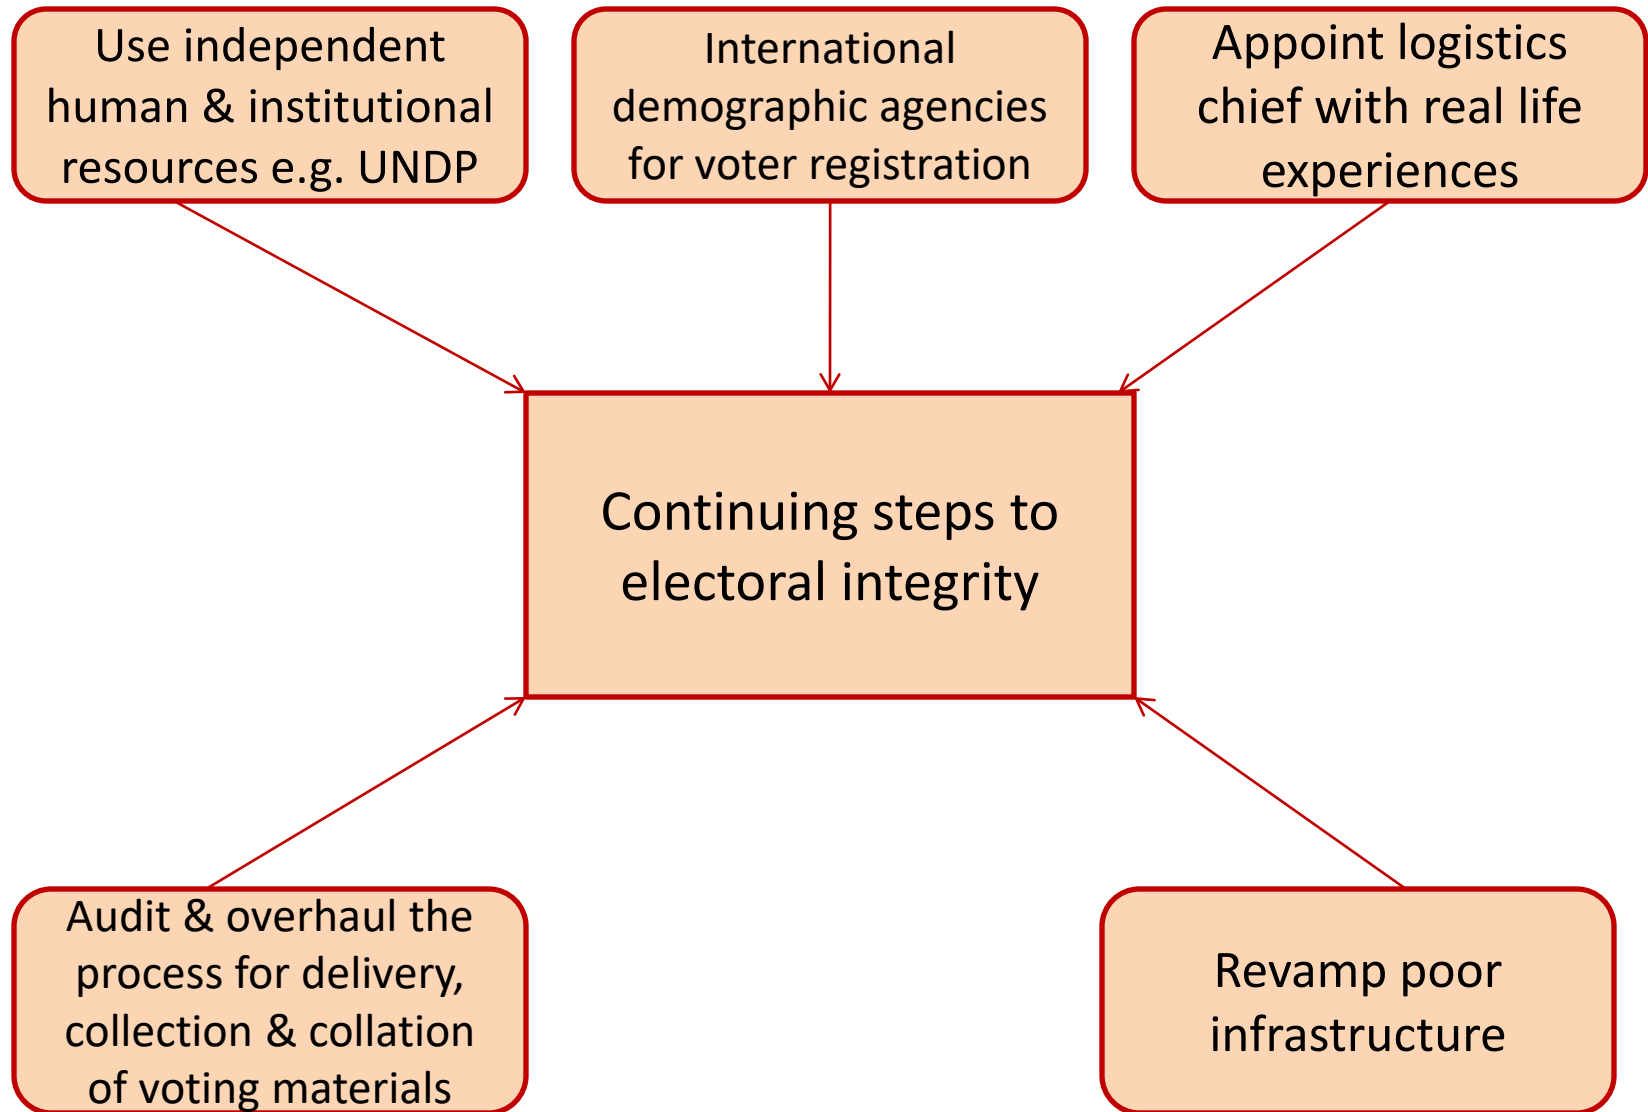 Use independent
human & institutional
resources e.g. UNDP
International
demographic agencies
for voter registration
Appoint logistics
chief with real life
experiences
Continuing steps to
electoral integrity
Audit & overhaul the
process for delivery,
collection & collation
of voting materials
Revamp poor
infrastructure